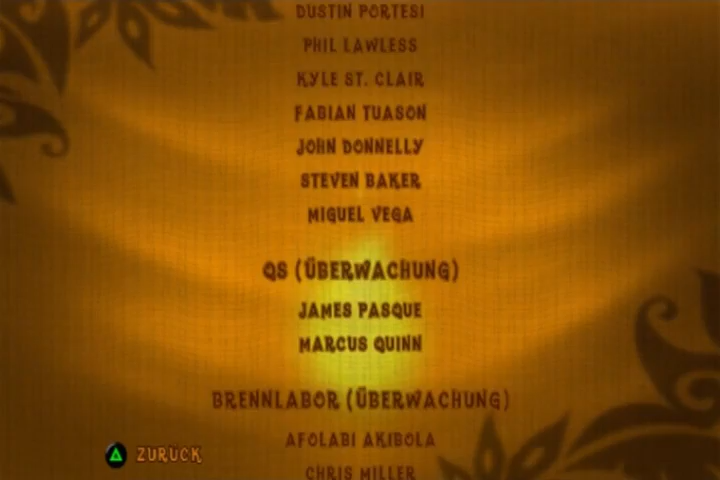 DUSTIN PORTESI
PHIL LAWLESS
KYLE ST. CLAIR
FABIAN TUASON
JOHN DONNELLY
STEVEN BAKER
MIGUEL VEGA
QS (ÜBERWACHUNG)
JAMES PASQUE
MARCUS QUINN
BRENNLABOR (ÜBERWACHUNG)
AFOLABI AKIBOLA
CHRIS MILLER
ZURÜCK